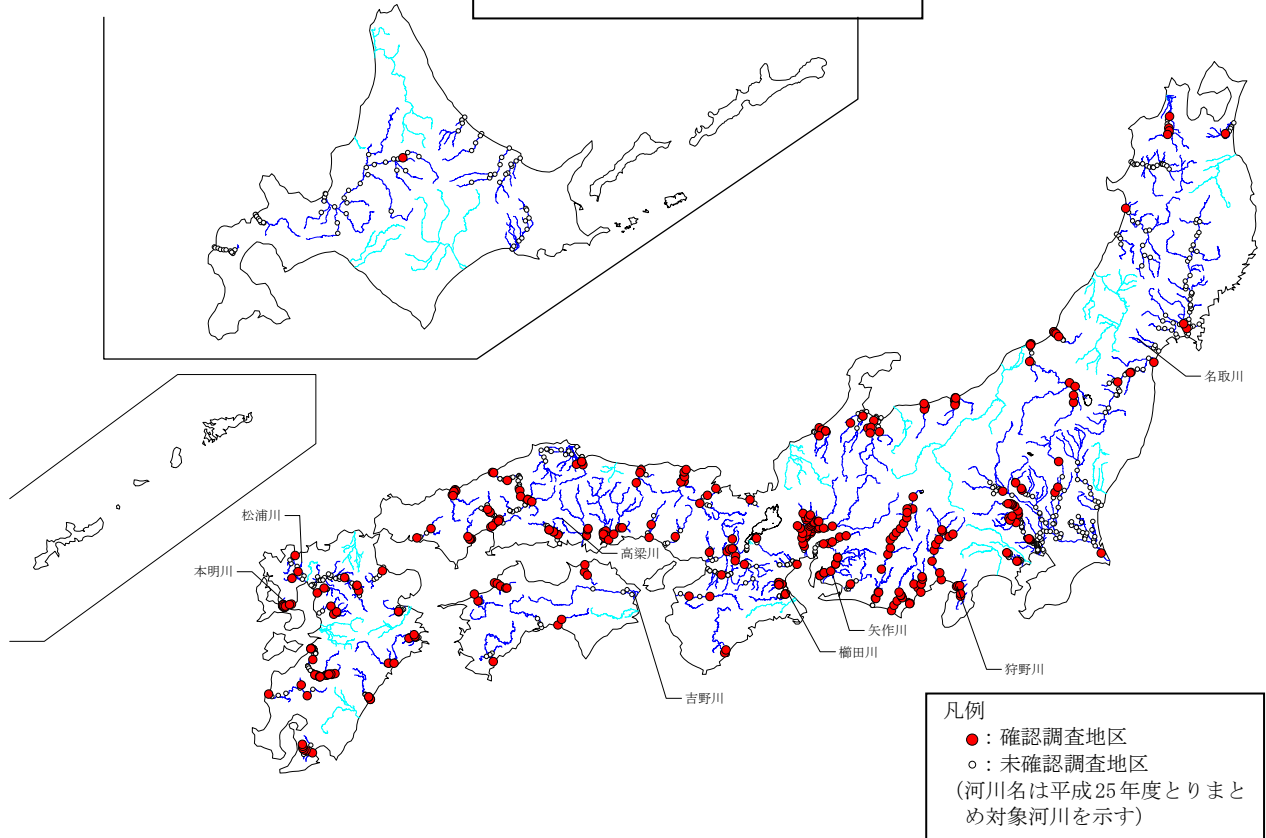 名取川
松浦川
本明川
高梁川
矢作川
櫛田川
狩野川
吉野川
凡例
●：確認調査地区
○：未確認調査地区
（河川名は平成25年度とりまと
め対象河川を示す）